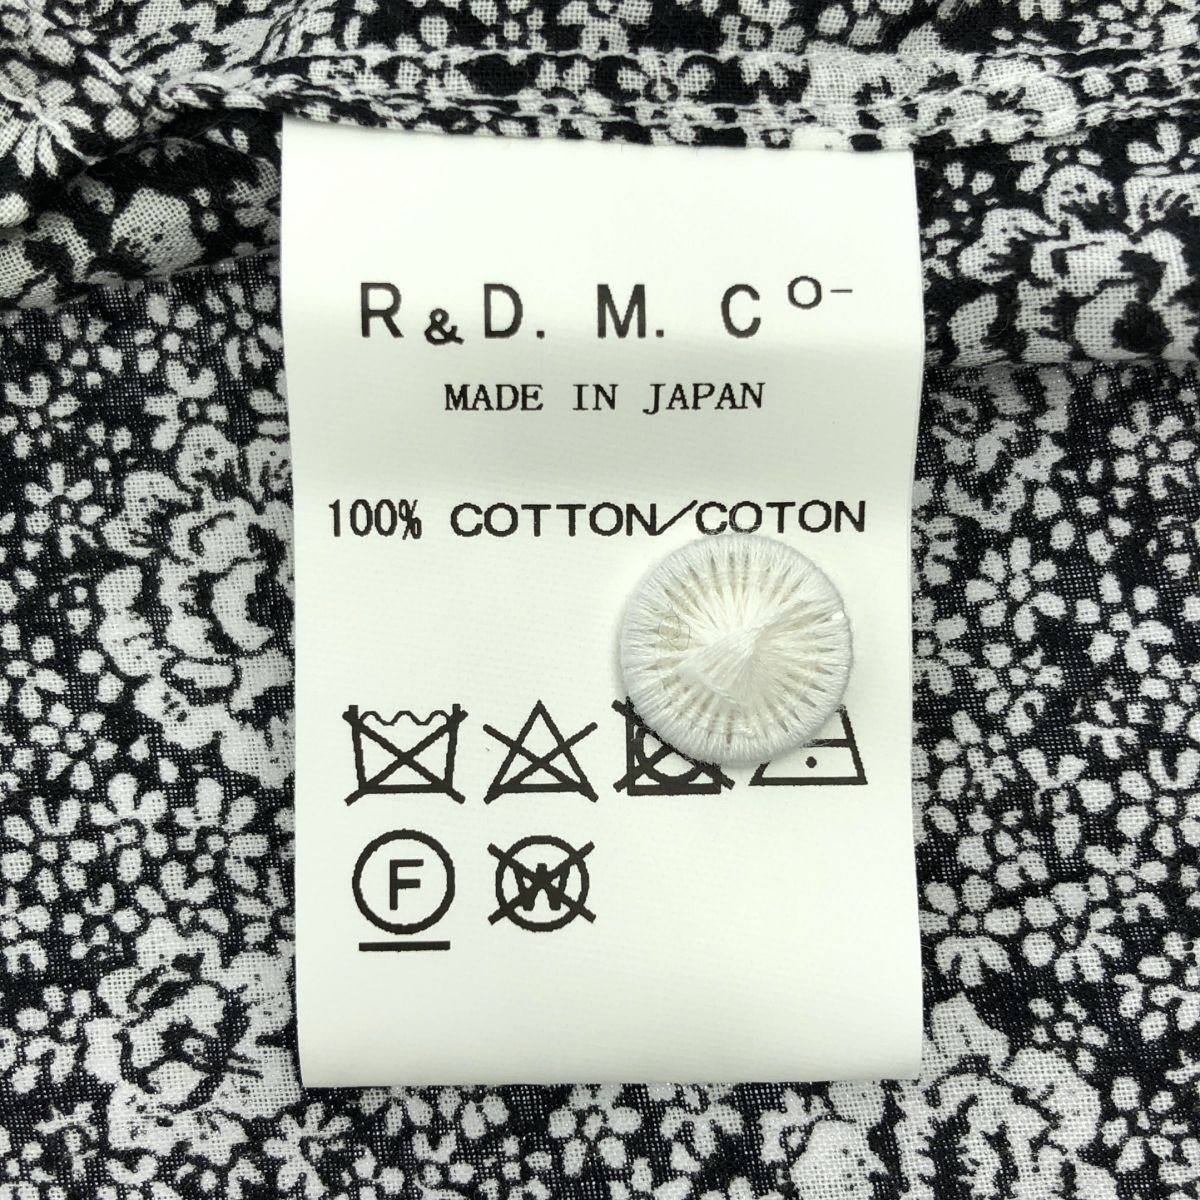 R&D. M. Co-
MADE IN JAPAN
100% COTTON/COTON
F
W